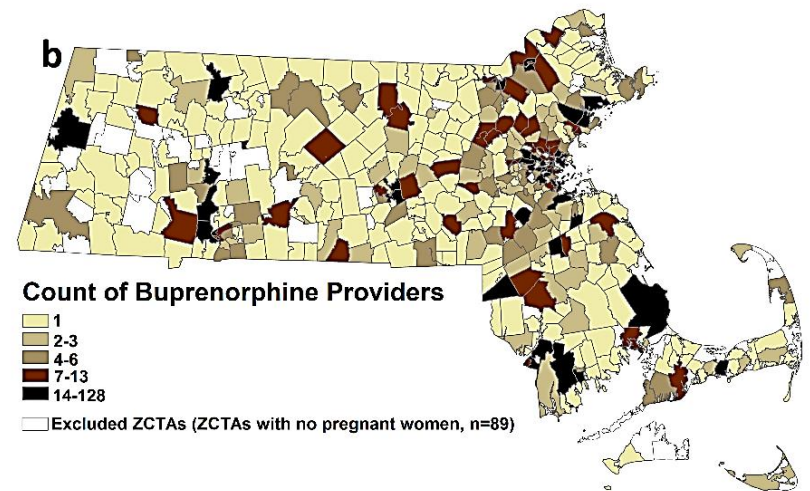 b
Count of Buprenorphine Providers
1
2-3
4-6
7-13
14-128
Excluded ZCTAs (ZCTAs with no pregnant women, n=89)